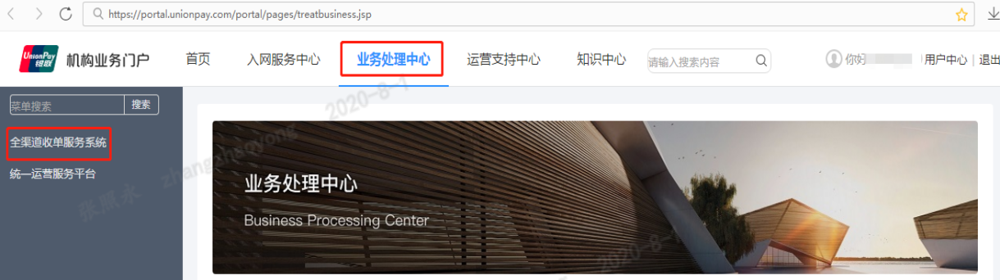 https://portal.unionpay.com/portal/pages/treatbusiness.jsp
UnionPay 银联 机构业务门户 首页 入网服务中心 业务处理中心 运营支持中心 知识中心 请输入搜索内容 你好 用户中心 | 退出
菜单搜索 搜索
全渠道收单服务系统
统一运营服务平台
业务处理中心
Business Processing Center
张照永 zhangzhaoyong 2020-8-1
2020-8-1